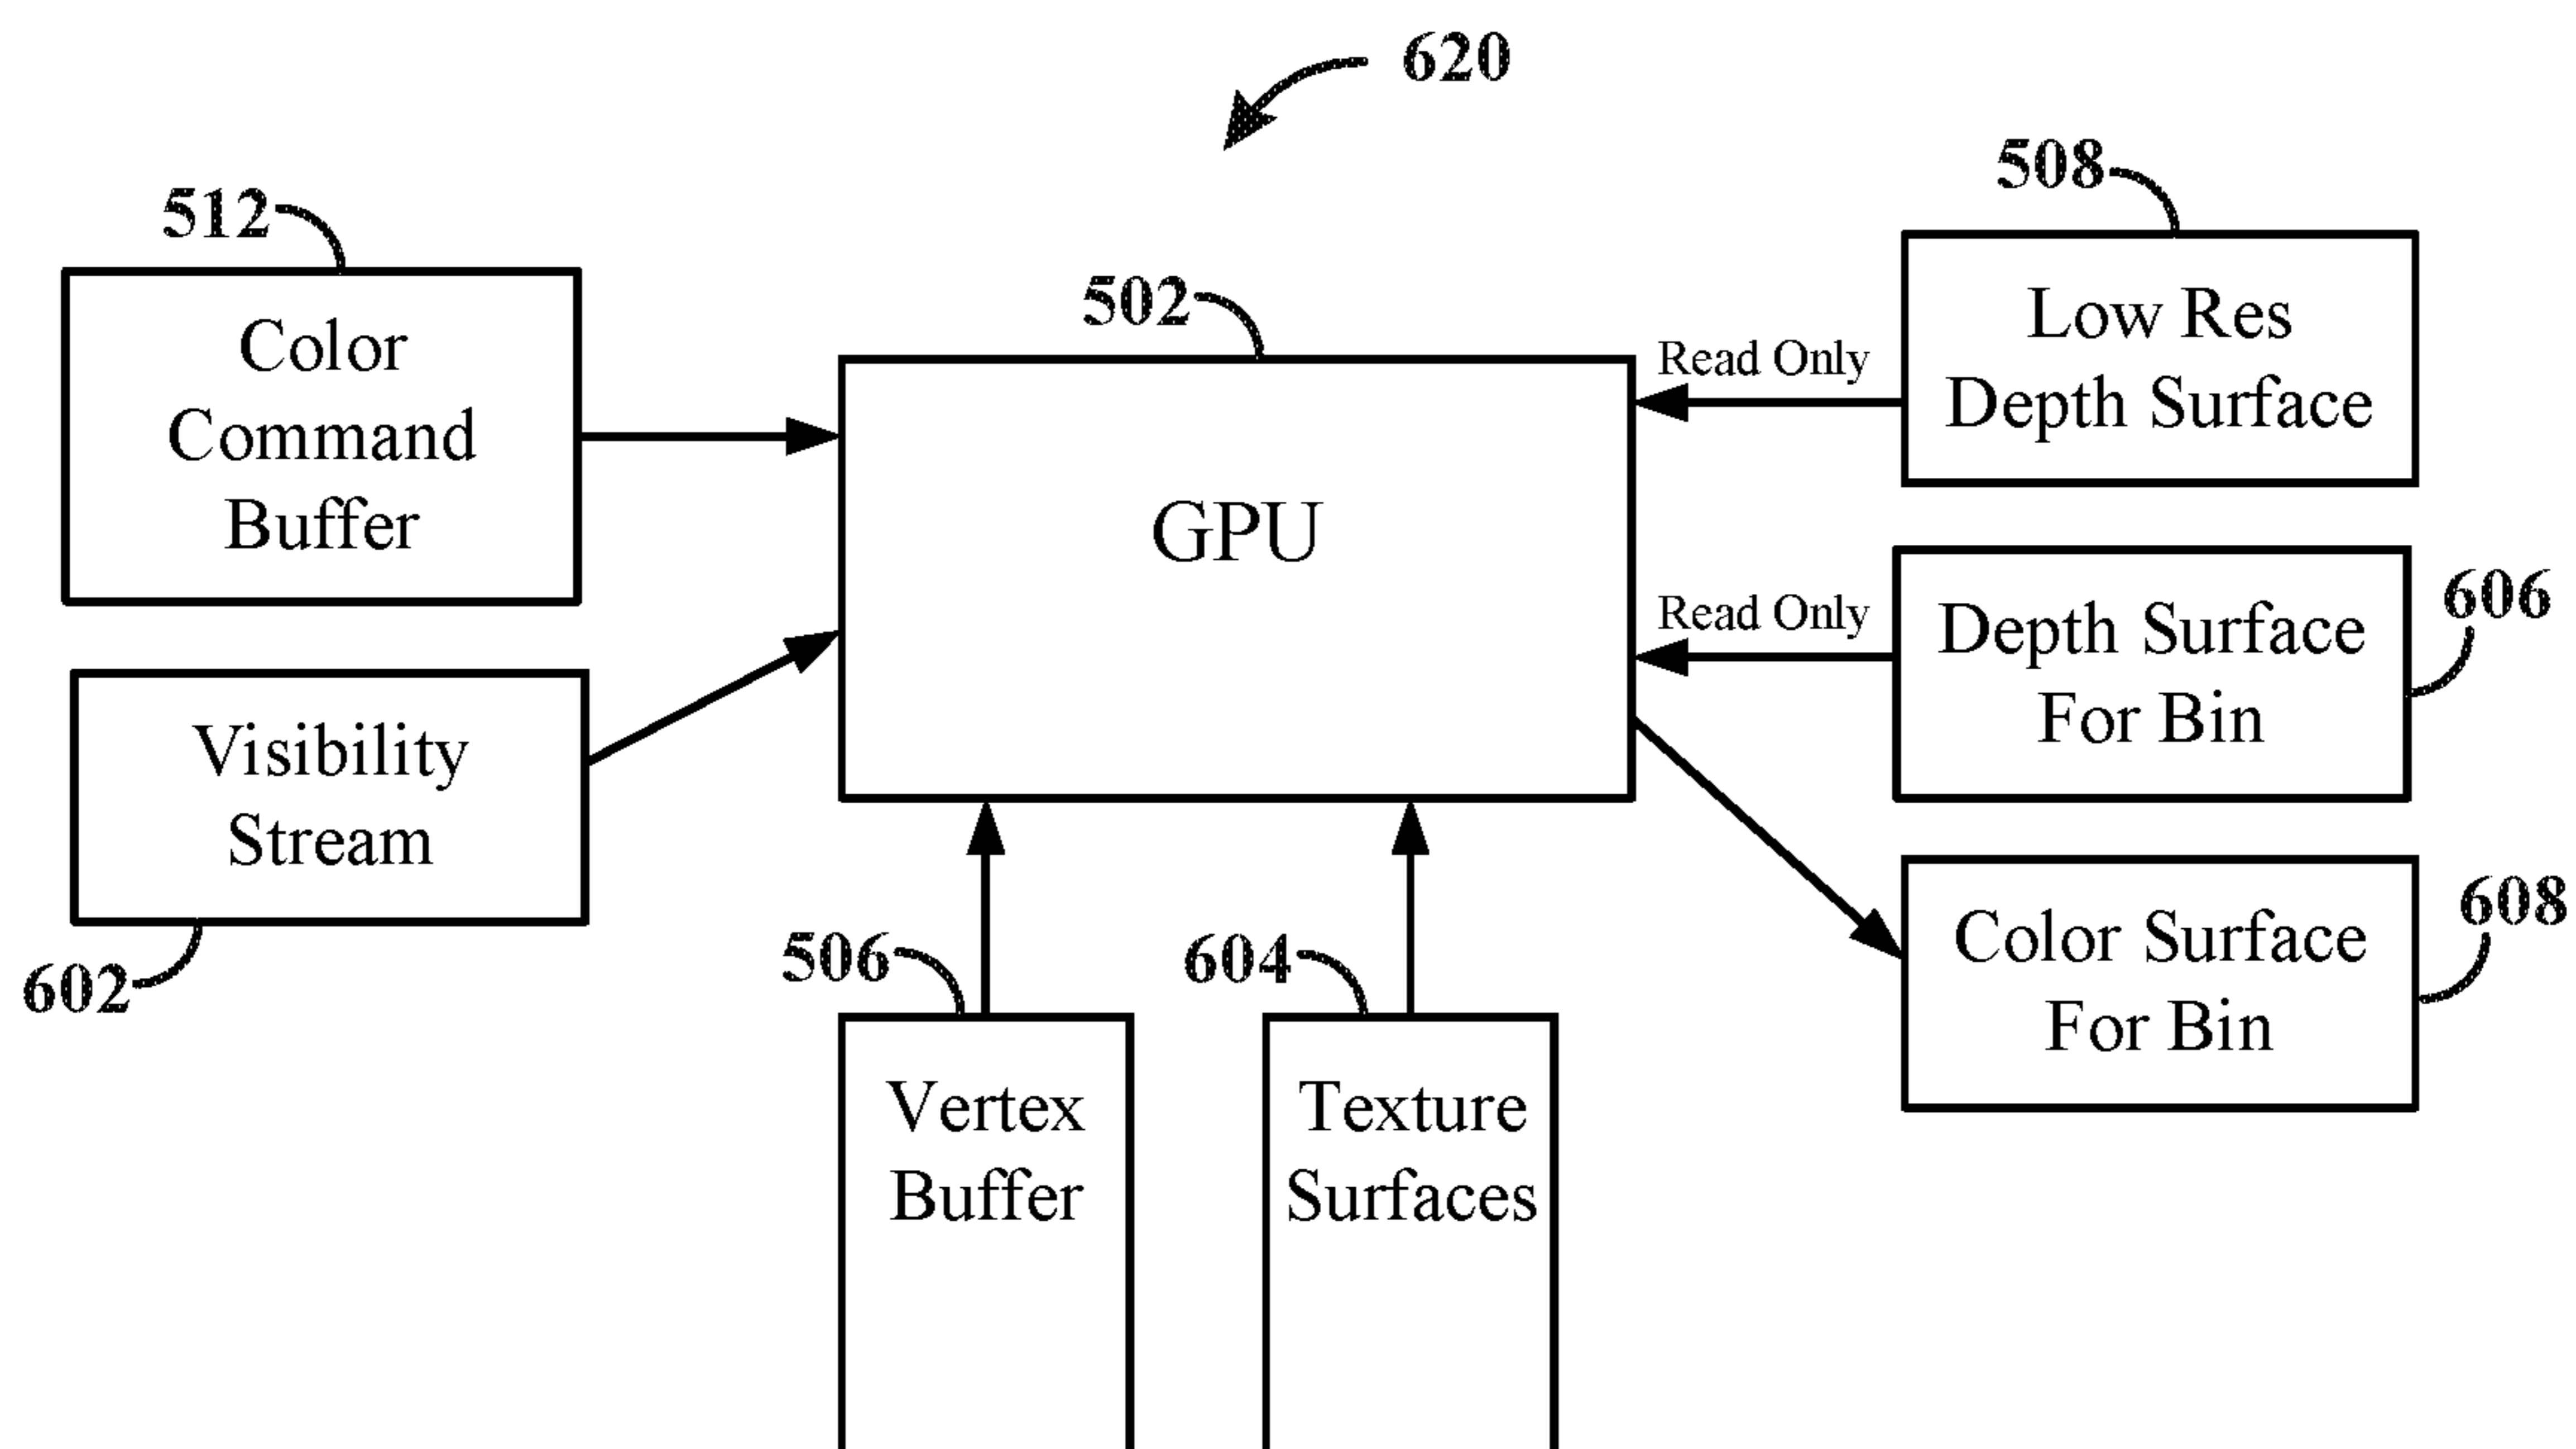 620
512
Color
Command
Buffer
502
GPU
508
Low Res
Depth Surface
Read Only
Read Only
Depth Surface
For Bin
606
Visibility
Stream
602
506
Vertex
Buffer
604
Texture
Surfaces
Color Surface
For Bin
608